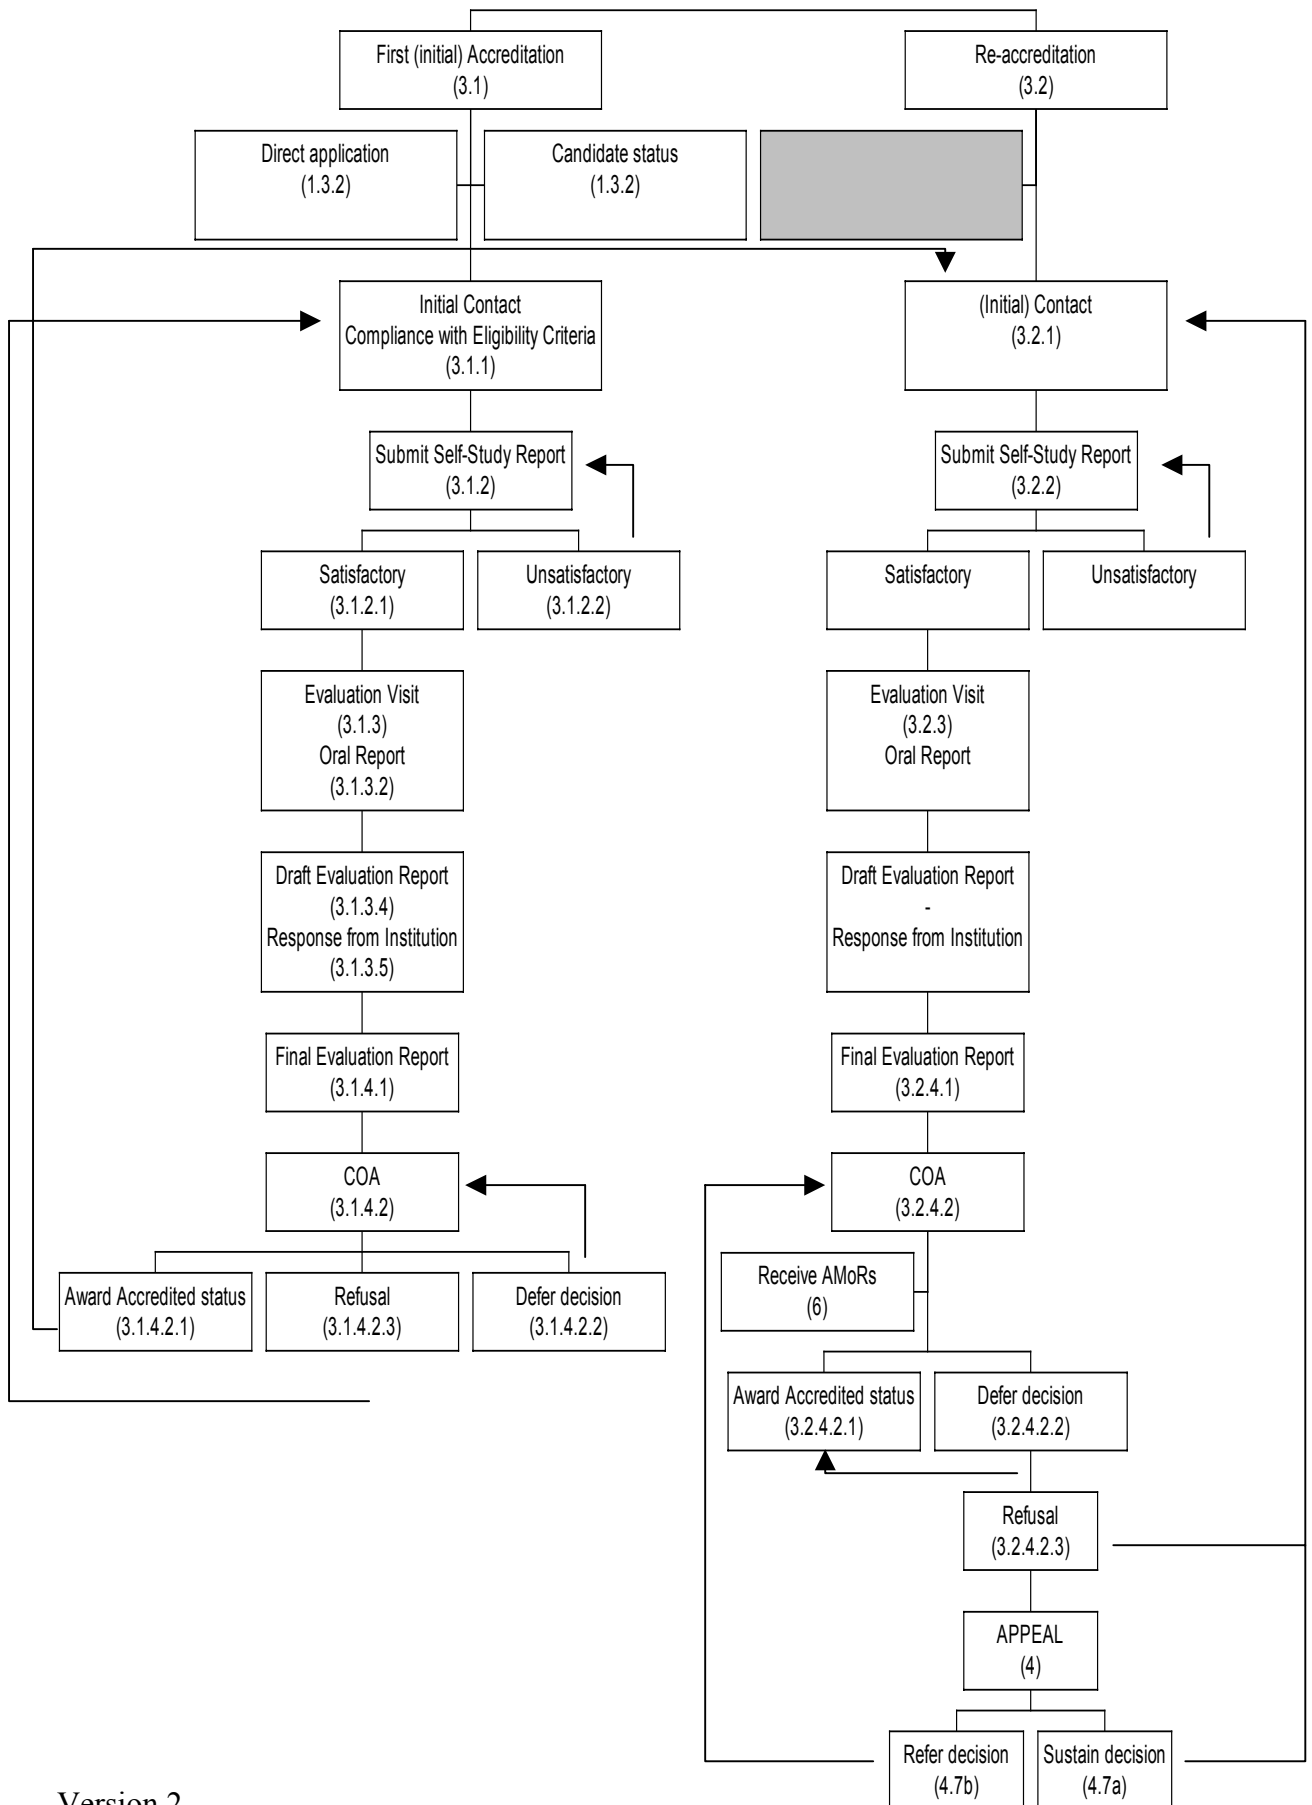 First (initial) Accreditation
(3.1)
Re-accreditation
(3.2)
Direct application
(1.3.2)
Candidate status
(1.3.2)
Initial Contact
Compliance with Eligibility Criteria
(3.1.1)
(Initial) Contact
(3.2.1)
Submit Self-Study Report
(3.1.2)
Submit Self-Study Report
(3.2.2)
Satisfactory
(3.1.2.1)
Unsatisfactory
(3.1.2.2)
Satisfactory
Unsatisfactory
Evaluation Visit
(3.1.3)
Oral Report
(3.1.3.2)
Evaluation Visit
(3.2.3)
Oral Report
Draft Evaluation Report
(3.1.3.4)
Response from Institution
(3.1.3.5)
Draft Evaluation Report
-
Response from Institution
Final Evaluation Report
(3.1.4.1)
Final Evaluation Report
(3.2.4.1)
COA
(3.1.4.2)
COA
(3.2.4.2)
Receive AMoRs
(6)
Award Accredited status
(3.1.4.2.1)
Refusal
(3.1.4.2.3)
Defer decision
(3.1.4.2.2)
Award Accredited status
(3.2.4.2.1)
Defer decision
(3.2.4.2.2)
Refusal
(3.2.4.2.3)
APPEAL
(4)
Refer decision
(4.7b)
Sustain decision
(4.7a)
Version 2